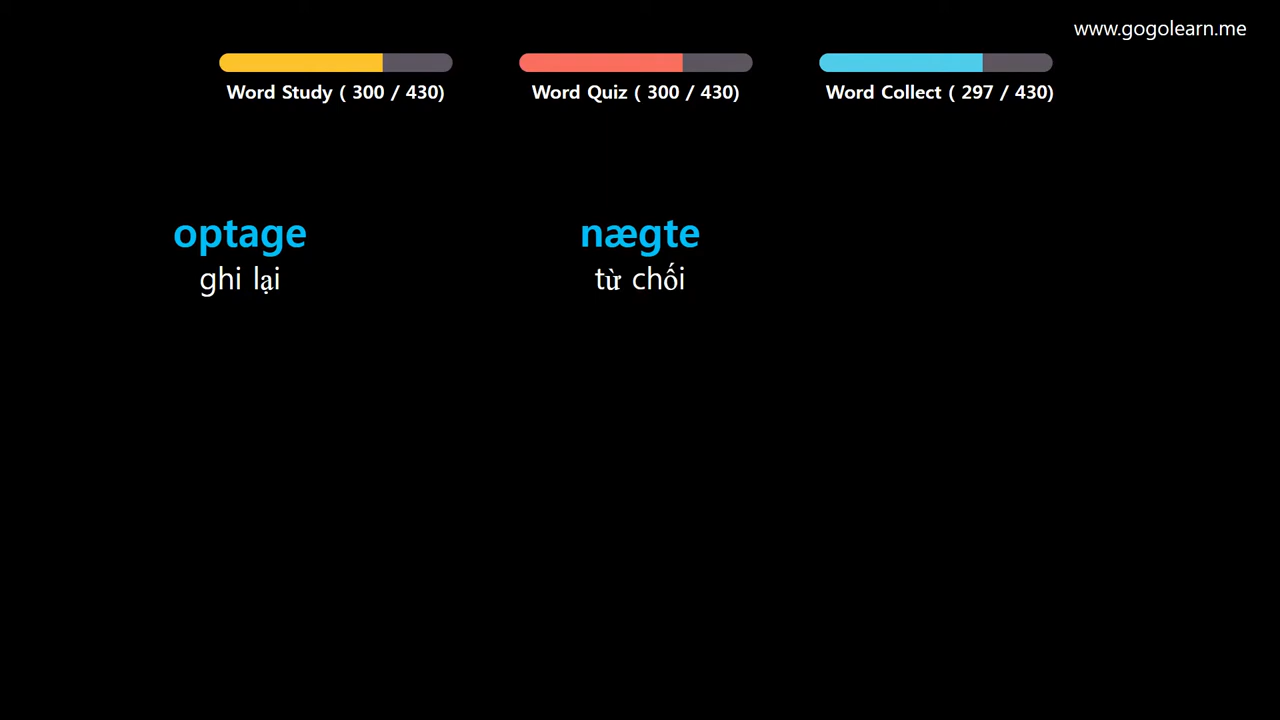 www.gogolearn.me
Word Study ( 300 / 430)
Word Quiz ( 300 / 430)
Word Collect ( 297 / 430)
optage
ghi lại
nægte
từ chối